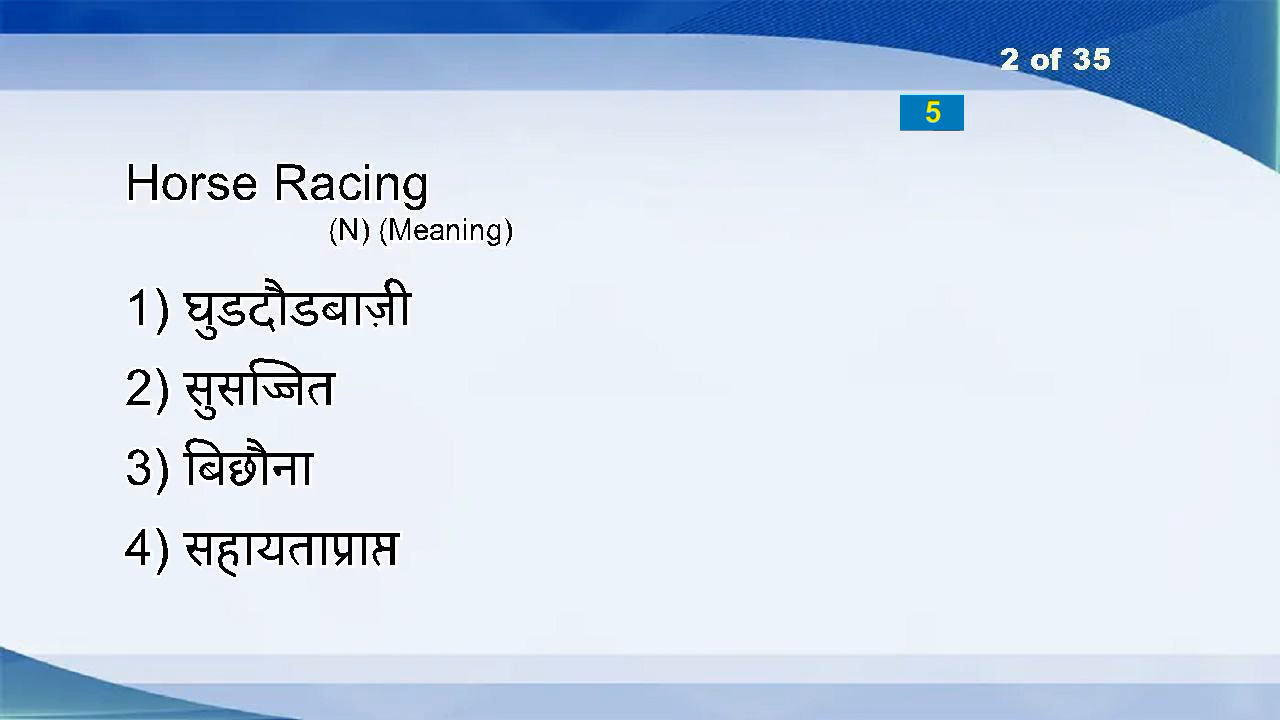 2 of 35
5
Horse Racing
(N) (Meaning)
1) घुडदौडबाज़ी
2) सुसज्जित
3) बिछौना
4) सहायताप्राप्त